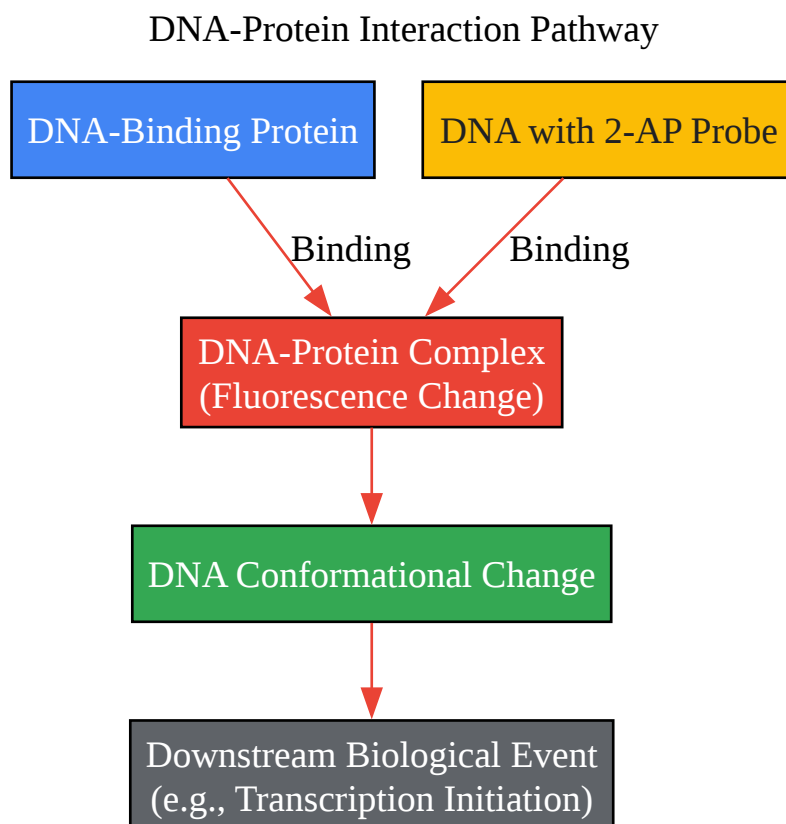 DNA-Protein Interaction Pathway
DNA-Binding Protein
DNA with 2-AP Probe
Binding
Binding
DNA-Protein Complex
(Fluorescence Change)
DNA Conformational Change
Downstream Biological Event
(e.g., Transcription Initiation)